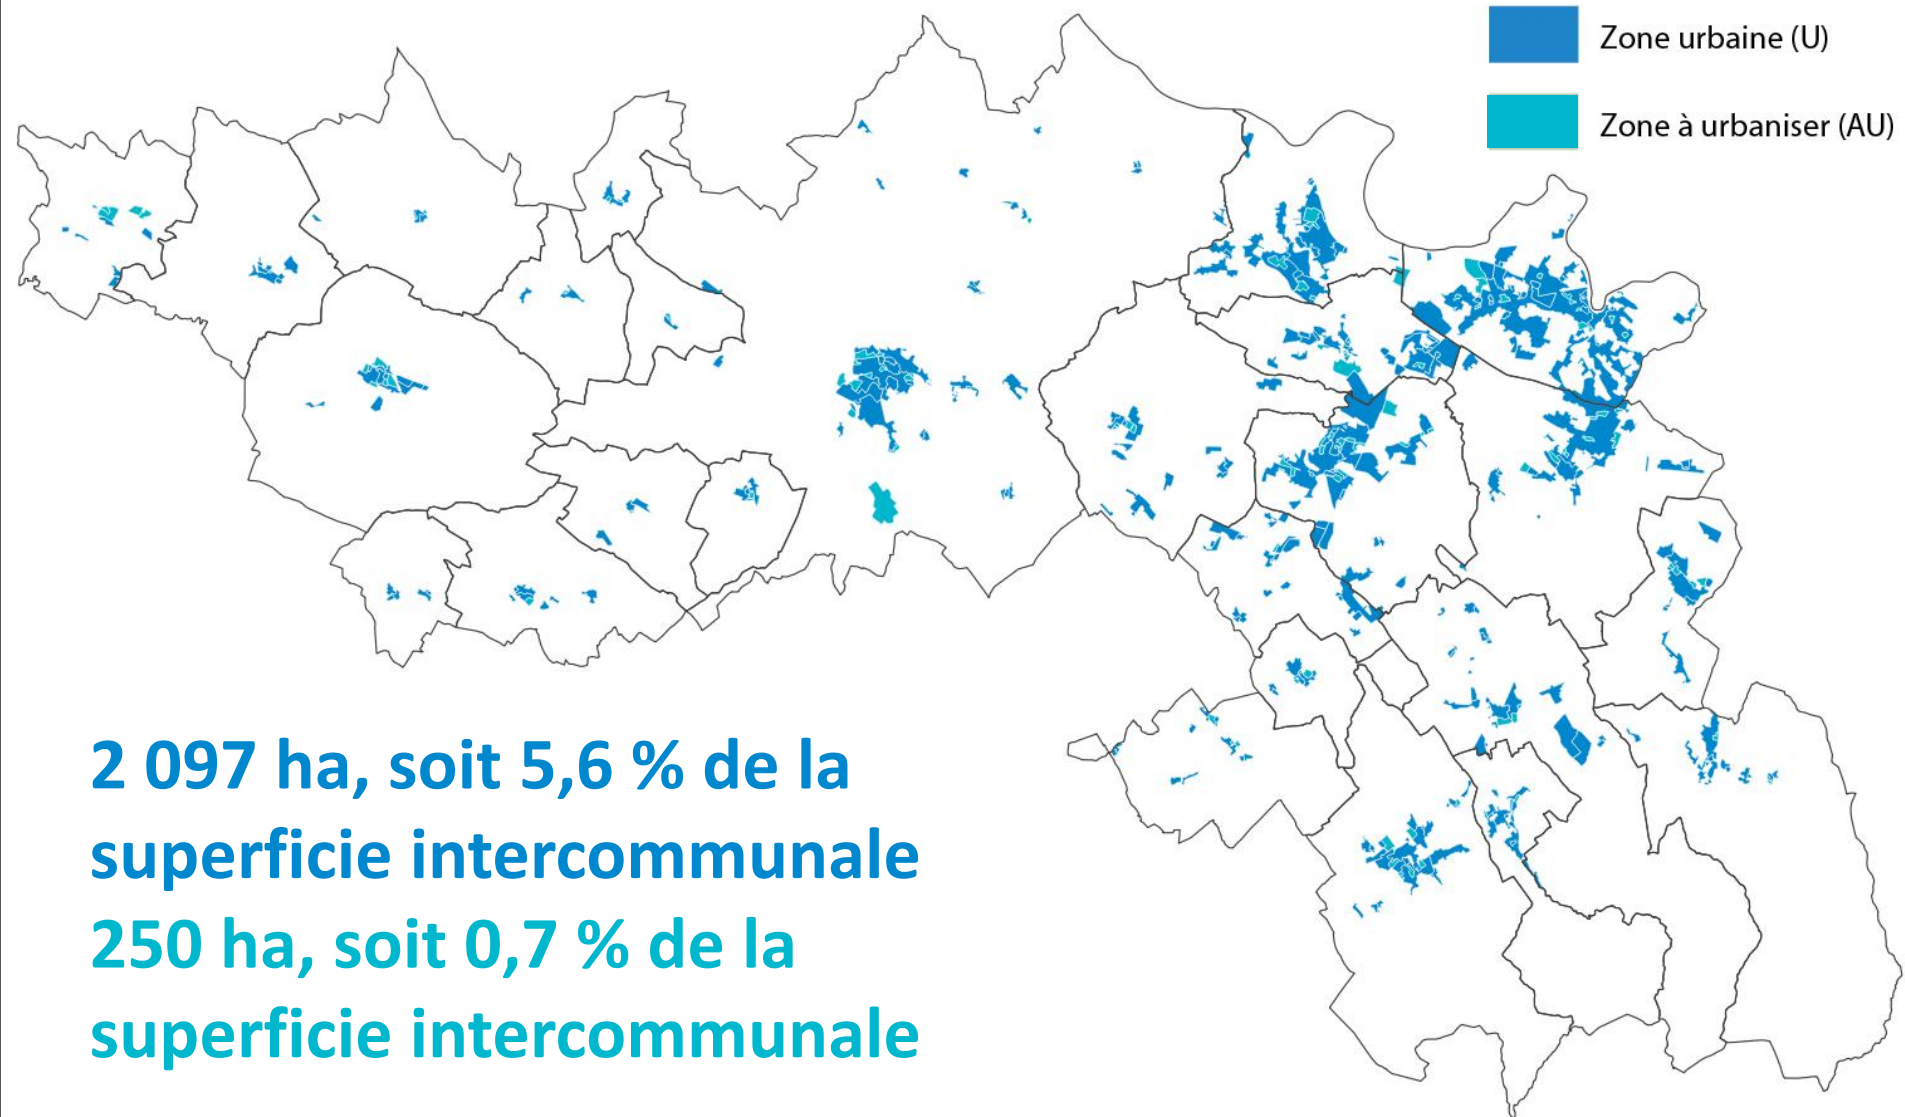 Zone urbaine (U)
Zone à urbaniser (AU)
2 097 ha, soit 5,6 % de la
superficie intercommunale
250 ha, soit 0,7 % de la
superficie intercommunale